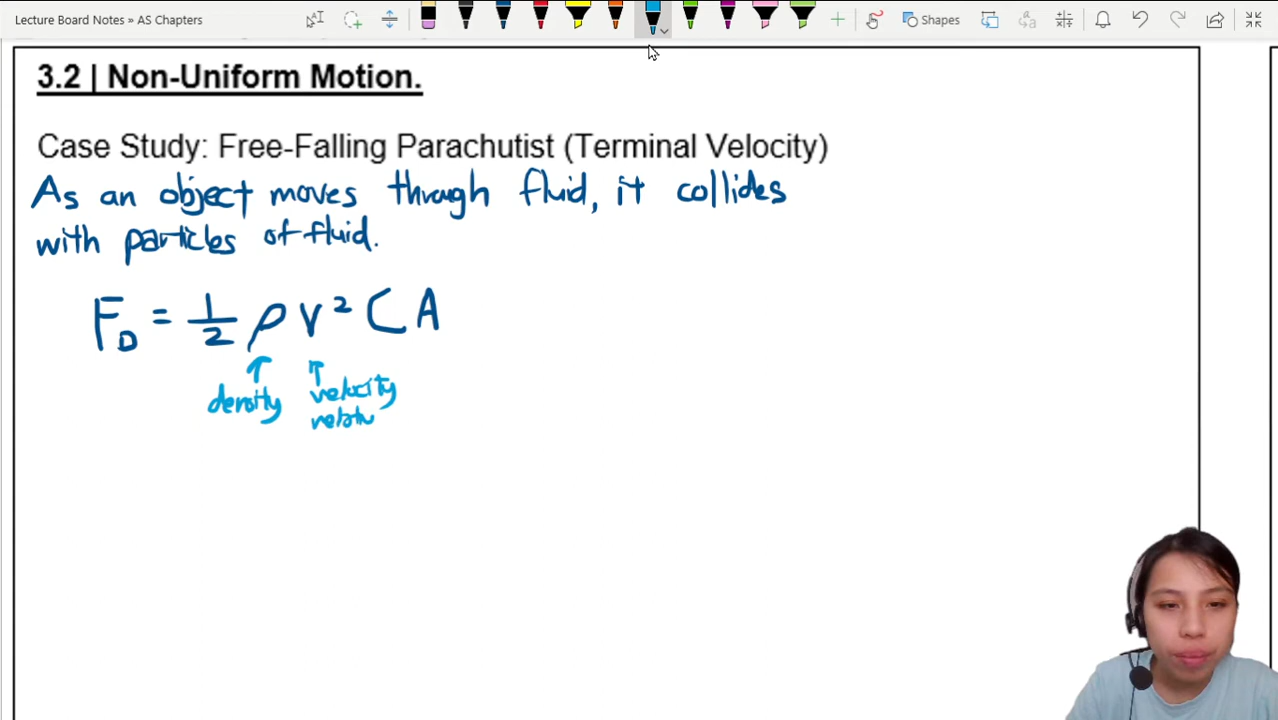 Lecture Board Notes » AS Chapters
Shapes
3.2 | Non-Uniform Motion.
Case Study: Free-Falling Parachutist (Terminal Velocity)
As an object moves through fluid, it collides
with particles of fluid.
F_D = 1/2 ρ v² C A
density velocity
relativ